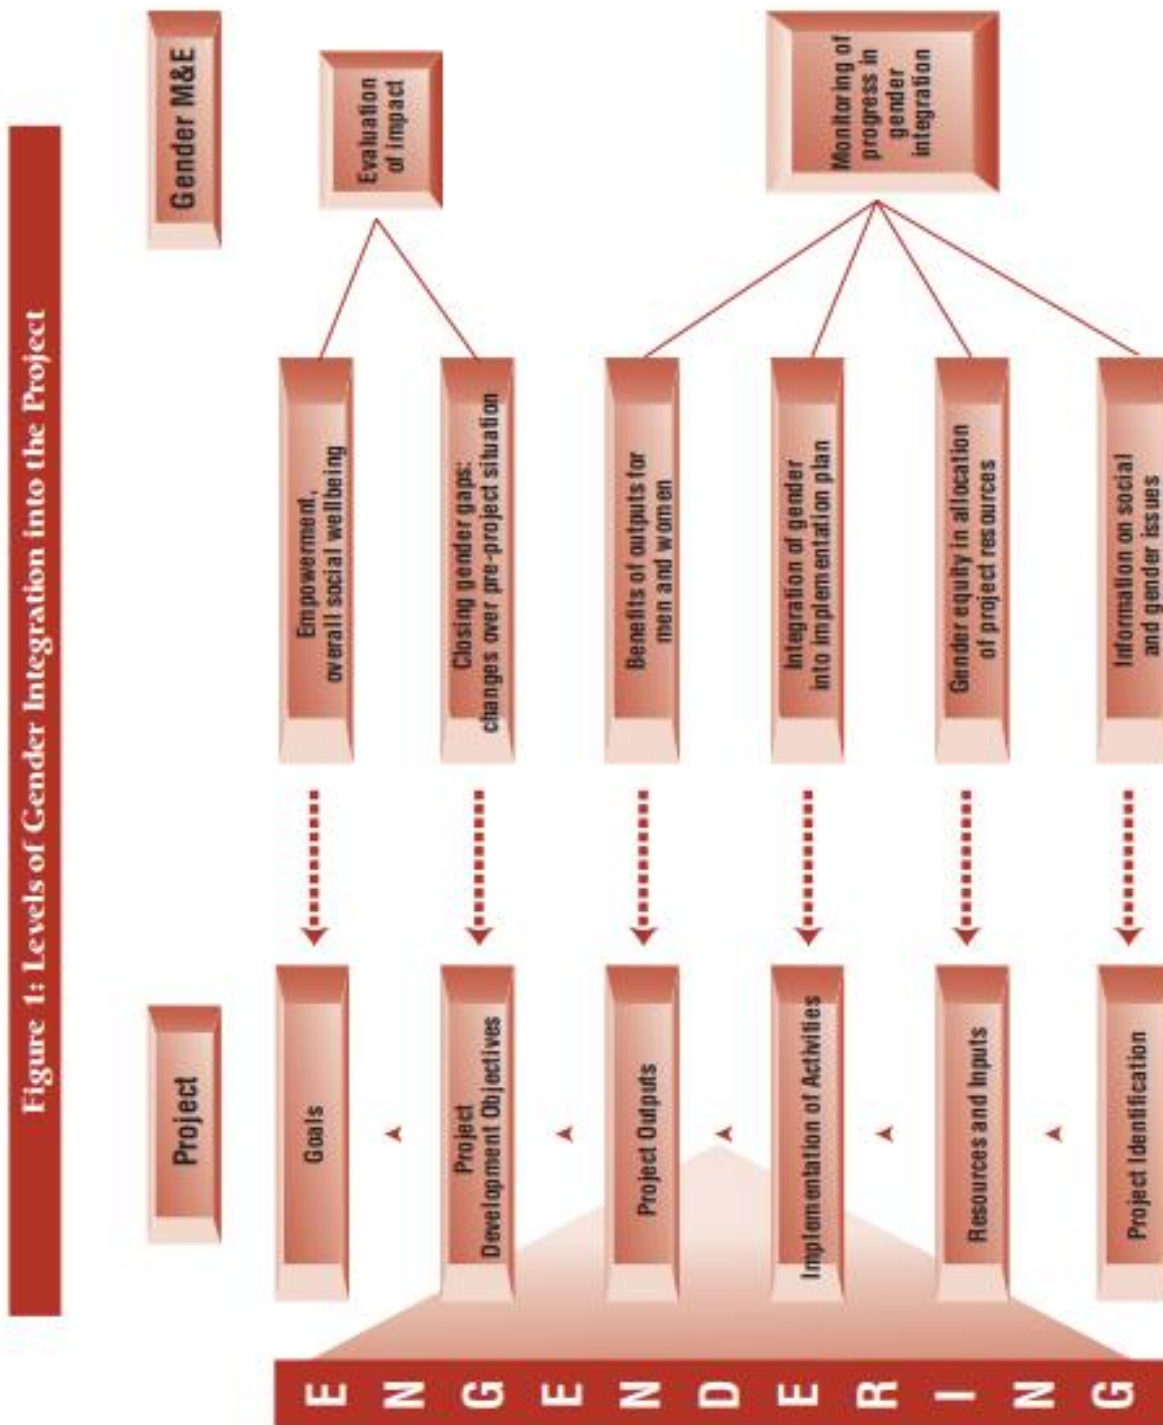 Figure 1: Levels of Gender Integration into the Project
Project
Gender M&E
Goals
Empowerment,
overall social wellbeing
Evaluation
of impact
Project
Development Objectives
Closing gender gaps:
changes over pre-project situation
Project Outputs
Benefits of outputs for
men and women
Implementation of Activities
Integration of gender
into implementation plan
Monitoring of
progress in
gender
integration
Resources and Inputs
Gender equity in allocation
of project resources
Project Identification
Information on social
and gender issues
E
N
G
E
N
D
E
R
I
N
G